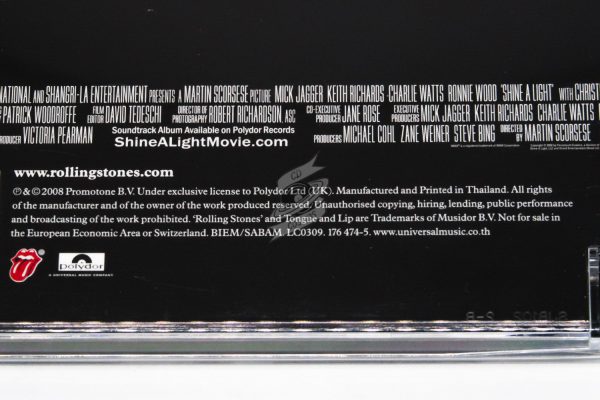 NATIONAL AND SHANGRI-LA ENTERTAINMENT PRESENTS A MARTIN SCORSESE PICTURE MICK JAGGER KEITH RICHARDS CHARLIE WATTS RONNIE WOOD 'SHINE A LIGHT' WITH CHRIST
PATRICK WOODROFFE FILM EDITOR DAVID TEDESCHI DIRECTOR OF PHOTOGRAPHY ROBERT RICHARDSON, ASC CO-EXECUTIVE PRODUCER JANE ROSE EXECUTIVE PRODUCERS MICK JAGGER KEITH RICHARDS CHARLIE WATTS
PRODUCER VICTORIA PEARMAN PRODUCERS MICHAEL COHL ZANE WEINER STEVE BING DIRECTED BY MARTIN SCORSESE
Soundtrack Album Available on Polydor Records
ShineALightMovie.com
www.rollingstones.com
℗ & © 2008 Promotone B.V. Under exclusive license to Polydor Ltd (UK). Manufactured and Printed in Thailand. All rights
of the manufacturer and of the owner of the work produced reserved. Unauthorised copying, hiring, lending, public performance
and broadcasting of the work prohibited. 'Rolling Stones' and Tongue and Lip are Trademarks of Musidor B.V. Not for sale in
the European Economic Area or Switzerland. BIEM/SABAM. LC0309. 176 474-5. www.universalmusic.co.th
Polydor
A UNIVERSAL MUSIC COMPANY
CD